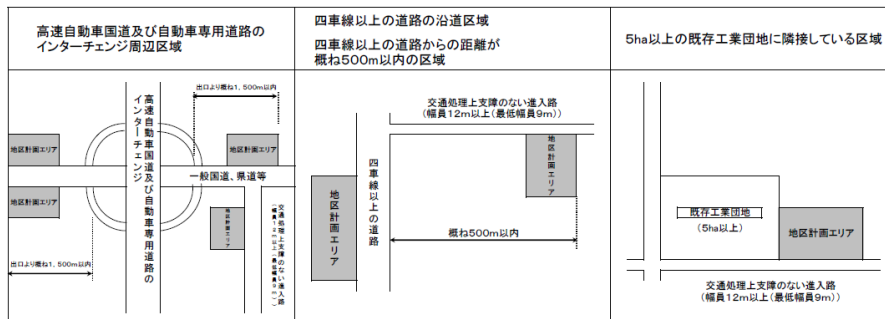 高速自動車国道及び自動車専用道路の
インターチェンジ周辺区域
四車線以上の道路の沿道区域
四車線以上の道路からの距離が
概ね500m以内の区域
5ha以上の既存工業団地に隣接している区域
出口より概ね1，500m以内
高速自動車国道及び自動車専用道路の
インターチェンジ
地区計画エリア
地区計画エリア
一般国道、県道等
地区計画エリア
地区計画エリア
交通処理上支障のない進入路
（幅員12m以上（最低幅員9m））
出口より概ね1，500m以内
交通処理上支障のない進入路
（幅員12m以上（最低幅員9m））
地区計画エリア
四車線以上の道路
地区計画エリア
概ね500m以内
既存工業団地
（5ha以上）
地区計画エリア
交通処理上支障のない進入路
（幅員12m以上（最低幅員9m））